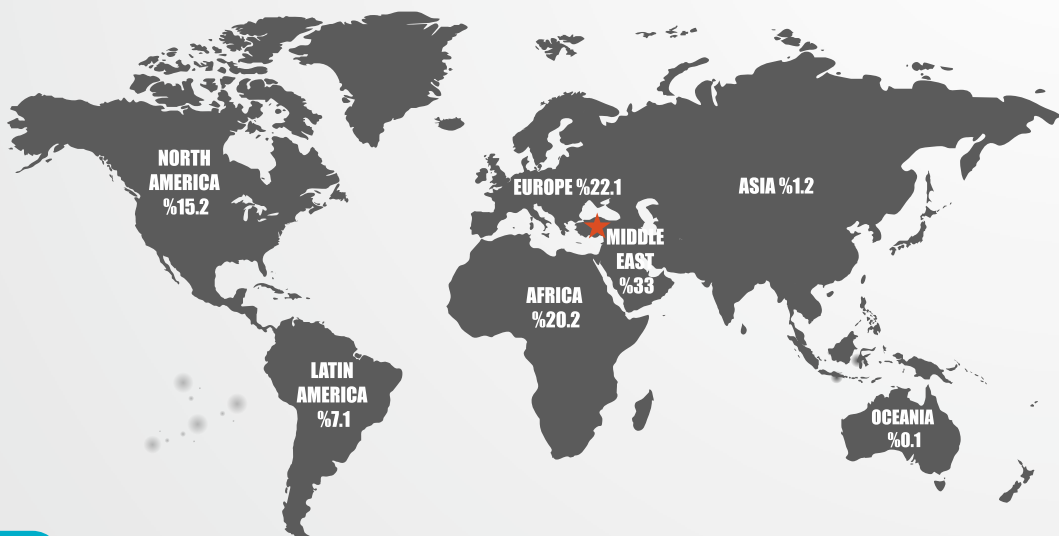 NORTH
AMERICA
%15.2
EUROPE %22.1
ASIA %1.2
MIDDLE
EAST
%33
AFRICA
%20.2
LATIN
AMERICA
%7.1
OCEANIA
%0.1